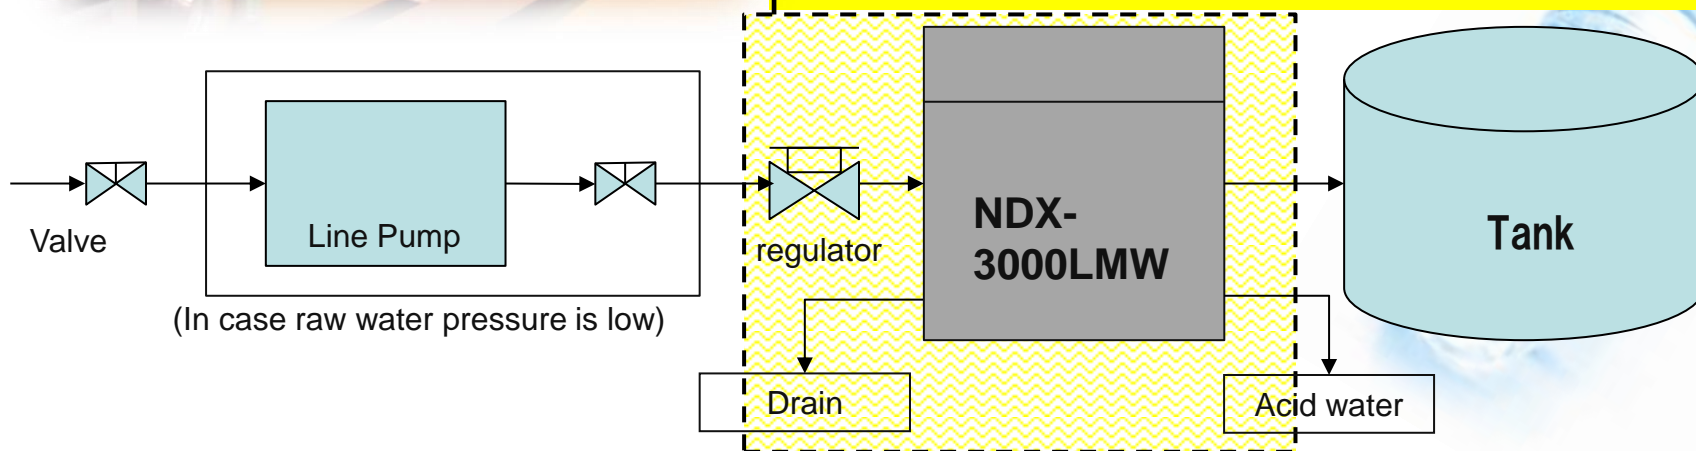 Valve
Line Pump
(In case raw water pressure is low)
regulator
NDX-
3000LMW
Tank
Drain
Acid water